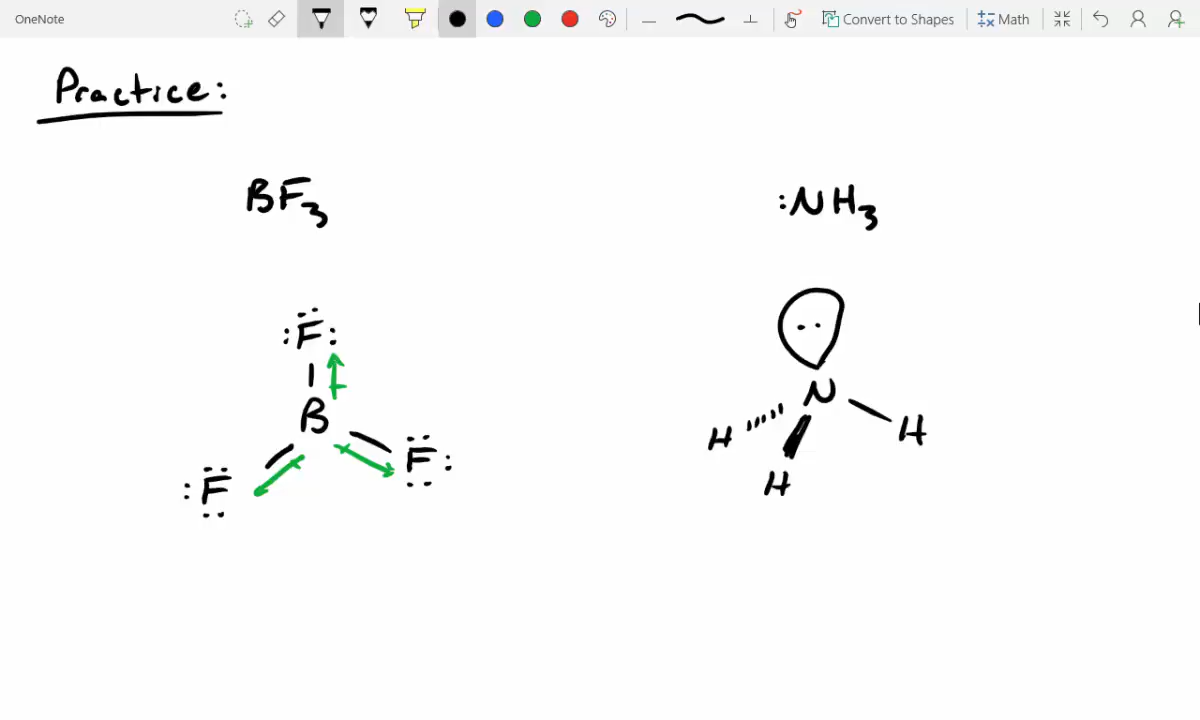 OneNote
Convert to Shapes
Math
Practice:
BF₃ :NH₃
:F:
B
:F F:
N
H H
H